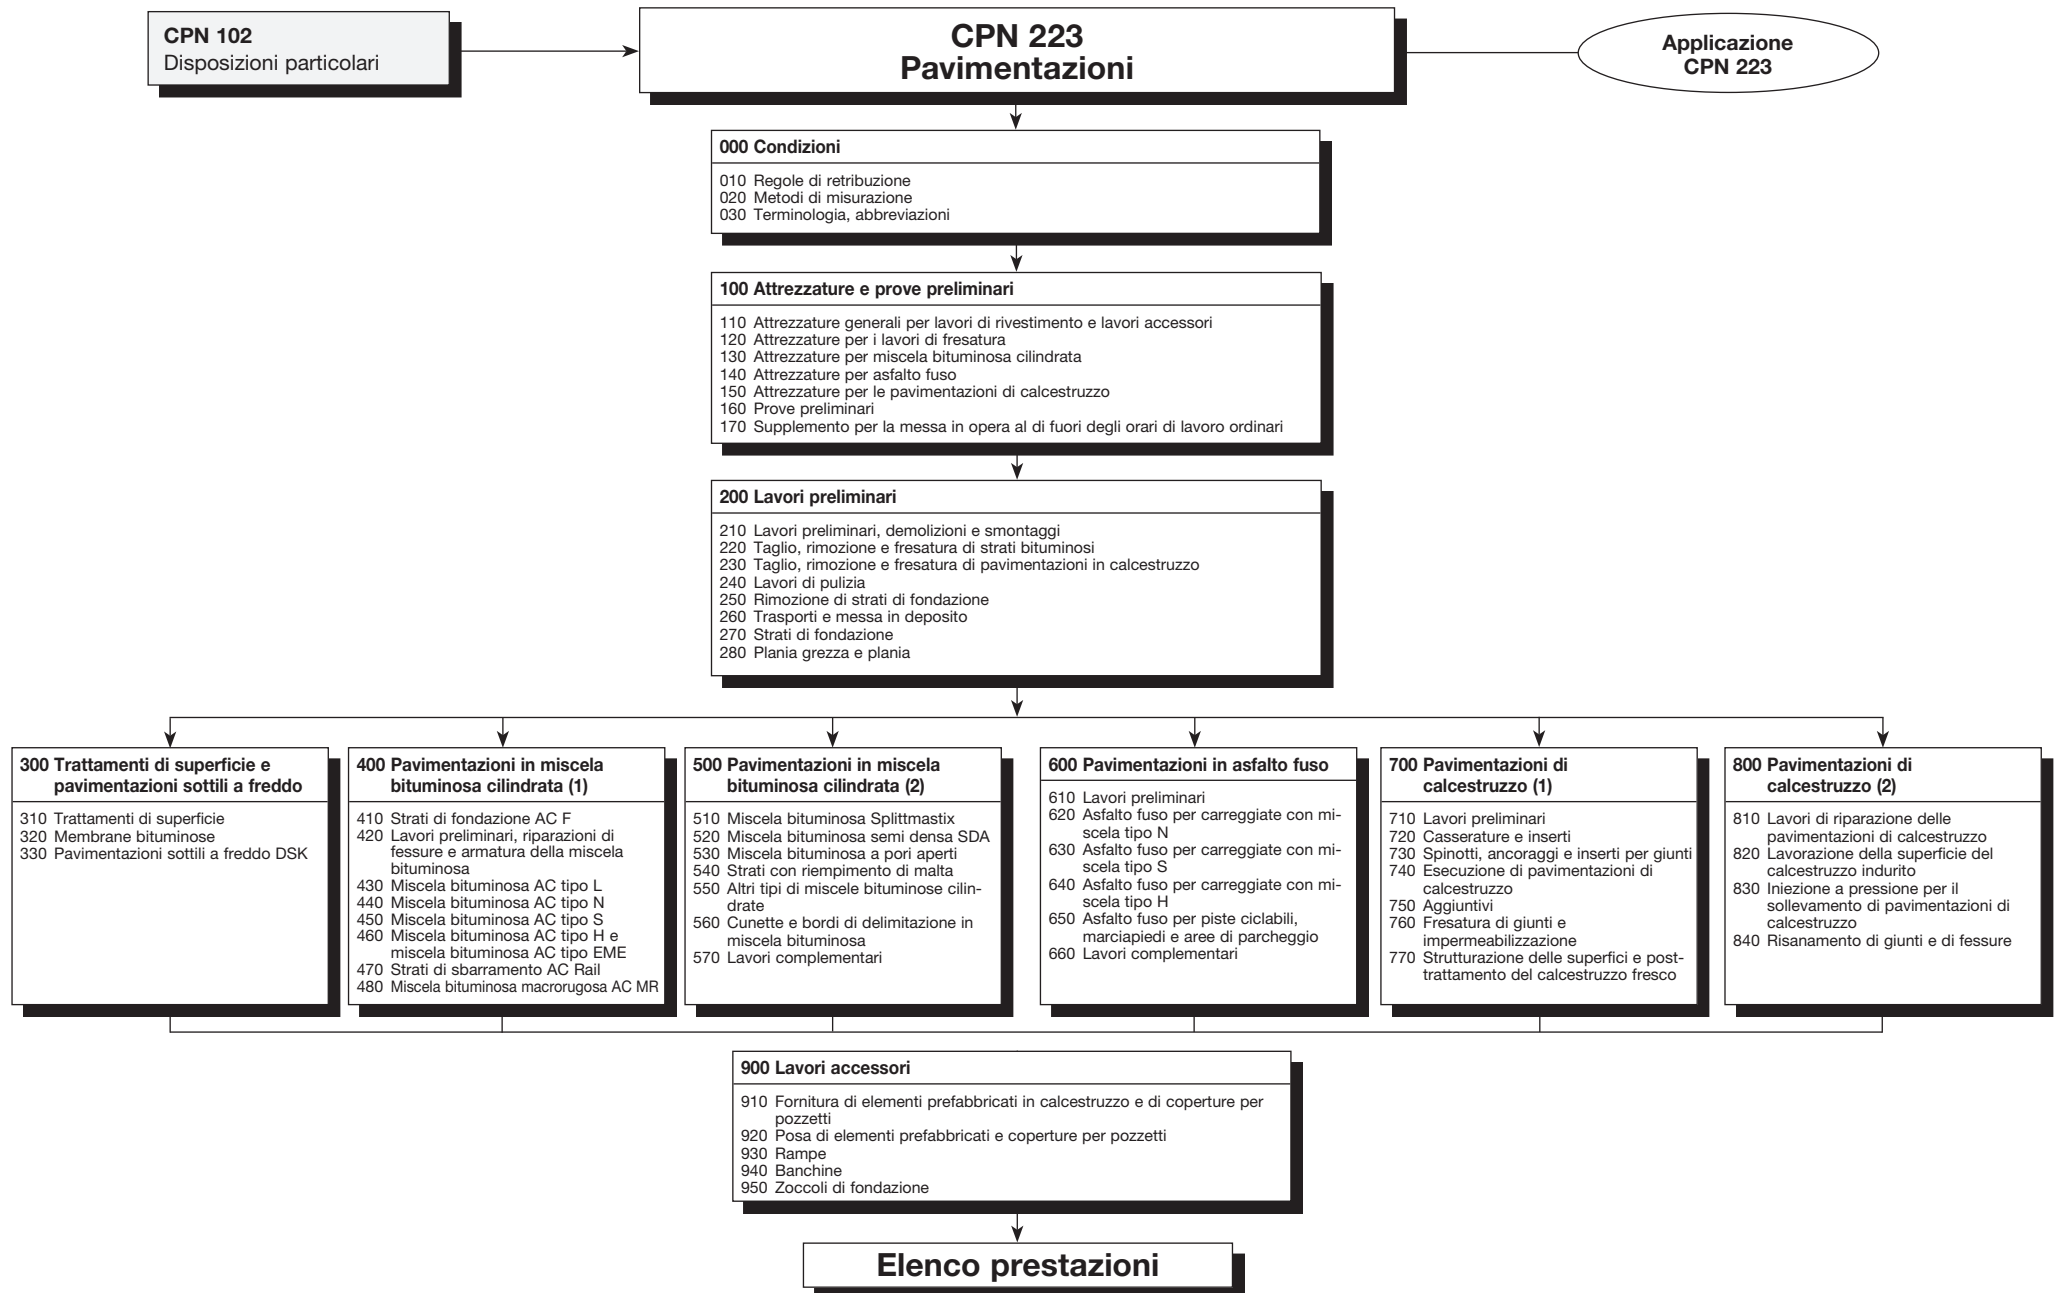 CPN 102
Disposizioni particolari
CPN 223
Pavimentazioni
Applicazione
CPN 223
000 Condizioni
010 Regole di retribuzione
020 Metodi di misurazione
030 Terminologia, abbreviazioni
100 Attrezzature e prove preliminari
110 Attrezzature generali per lavori di rivestimento e lavori accessori
120 Attrezzature per i lavori di fresatura
130 Attrezzature per miscela bituminosa cilindrata
140 Attrezzature per asfalto fuso
150 Attrezzature per le pavimentazioni di calcestruzzo
160 Prove preliminari
170 Supplemento per la messa in opera al di fuori degli orari di lavoro ordinari
200 Lavori preliminari
210 Lavori preliminari, demolizioni e smontaggi
220 Taglio, rimozione e fresatura di strati bituminosi
230 Taglio, rimozione e fresatura di pavimentazioni in calcestruzzo
240 Lavori di pulizia
250 Rimozione di strati di fondazione
260 Trasporti e messa in deposito
270 Strati di fondazione
280 Plania grezza e plania
300 Trattamenti di superficie e
pavimentazioni sottili a freddo
310 Trattamenti di superficie
320 Membrane bituminose
330 Pavimentazioni sottili a freddo DSK
400 Pavimentazioni in miscela
bituminosa cilindrata (1)
410 Strati di fondazione AC F
420 Lavori preliminari, riparazioni di
fessure e armatura della miscela
bituminosa
430 Miscela bituminosa AC tipo L
440 Miscela bituminosa AC tipo N
450 Miscela bituminosa AC tipo S
460 Miscela bituminosa AC tipo H e
miscela bituminosa AC tipo EME
470 Strati di sbarramento AC Rail
480 Miscela bituminosa macrorugosa AC MR
500 Pavimentazioni in miscela
bituminosa cilindrata (2)
510 Miscela bituminosa Splittmastix
520 Miscela bituminosa semi densa SDA
530 Miscela bituminosa a pori aperti
540 Strati con riempimento di malta
550 Altri tipi di miscele bituminose cilin-
drate
560 Cunette e bordi di delimitazione in
miscela bituminosa
570 Lavori complementari
600 Pavimentazioni in asfalto fuso
610 Lavori preliminari
620 Asfalto fuso per carreggiate con mi-
scela tipo N
630 Asfalto fuso per carreggiate con mi-
scela tipo S
640 Asfalto fuso per carreggiate con mi-
scela tipo H
650 Asfalto fuso per piste ciclabili,
marciapiedi e aree di parcheggio
660 Lavori complementari
700 Pavimentazioni di
calcestruzzo (1)
710 Lavori preliminari
720 Casserature e inserti
730 Spinotti, ancoraggi e inserti per giunti
740 Esecuzione di pavimentazioni di
calcestruzzo
750 Aggiuntivi
760 Fresatura di giunti e
impermeabilizzazione
770 Strutturazione delle superfici e post-
trattamento del calcestruzzo fresco
800 Pavimentazioni di
calcestruzzo (2)
810 Lavori di riparazione delle
pavimentazioni di calcestruzzo
820 Lavorazione della superficie del
calcestruzzo indurito
830 Iniezione a pressione per il
sollevamento di pavimentazioni di
calcestruzzo
840 Risanamento di giunti e di fessure
900 Lavori accessori
910 Fornitura di elementi prefabbricati in calcestruzzo e di coperture per
pozzetti
920 Posa di elementi prefabbricati e coperture per pozzetti
930 Rampe
940 Banchine
950 Zoccoli di fondazione
Elenco prestazioni